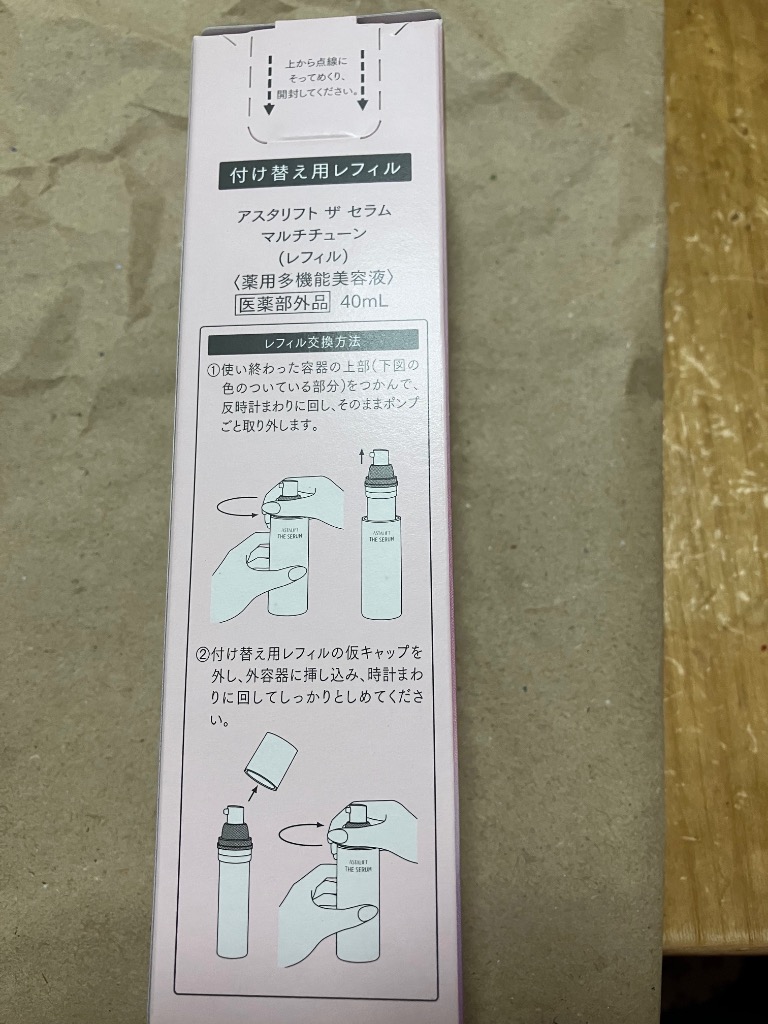 上から点線に
そってめくり、
開封してください。
付け替え用レフィル
アスタリフト ザ セラム
マルチチューン
(レフィル)
〈薬用多機能美容液〉
医薬部外品 40mL
レフィル交換方法
①使い終わった容器の上部(下図の
色のついている部分)をつかんで、
反時計まわりに回し、そのままポンプ
ごと取り外します。
ASTALIFT
THE SERUM
ASTALIFT
THE SERUM
②付け替え用レフィルの仮キャップを
外し、外容器に挿し込み、時計まわ
りに回してしっかりとしめてくださ
い。
ASTALIFT
THE SERUM